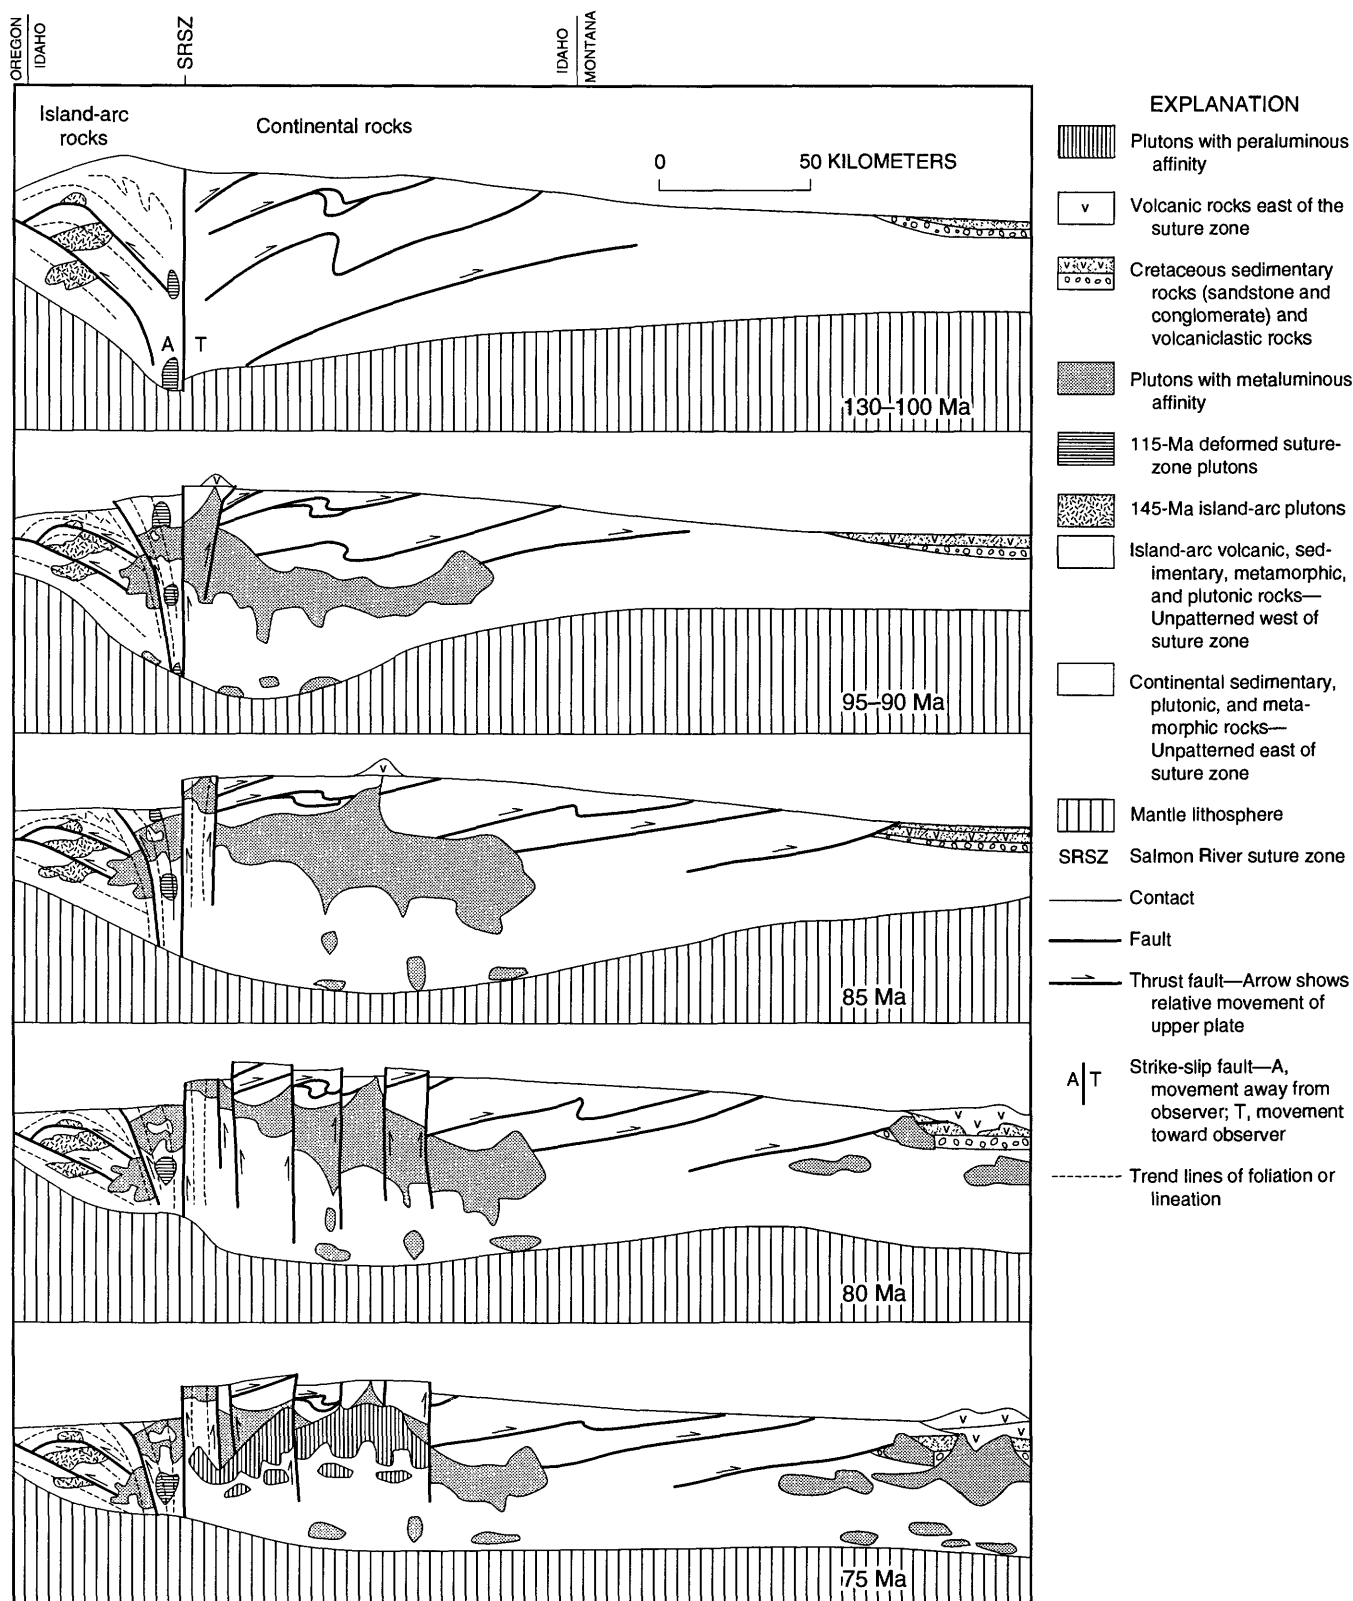 OREGON
IDAHO
SRSZ
IDAHO
MONTANA
Island-arc
rocks
Continental rocks
0 50 KILOMETERS
A T
130–100 Ma
v
95–90 Ma
v
v v v v
85 Ma
v
v v
v v
80 Ma
v v
v v
75 Ma
EXPLANATION
Plutons with peraluminous
affinity
v Volcanic rocks east of the
suture zone
v v v Cretaceous sedimentary
rocks (sandstone and
conglomerate) and
volcaniclastic rocks
Plutons with metaluminous
affinity
115-Ma deformed suture-
zone plutons
145-Ma island-arc plutons
Island-arc volcanic, sed-
imentary, metamorphic,
and plutonic rocks—
Unpatterned west of
suture zone
Continental sedimentary,
plutonic, and meta-
morphic rocks—
Unpatterned east of
suture zone
Mantle lithosphere
SRSZ Salmon River suture zone
Contact
Fault
Thrust fault—Arrow shows
relative movement of
upper plate
A T Strike-slip fault—A,
movement away from
observer; T, movement
toward observer
Trend lines of foliation or
lineation